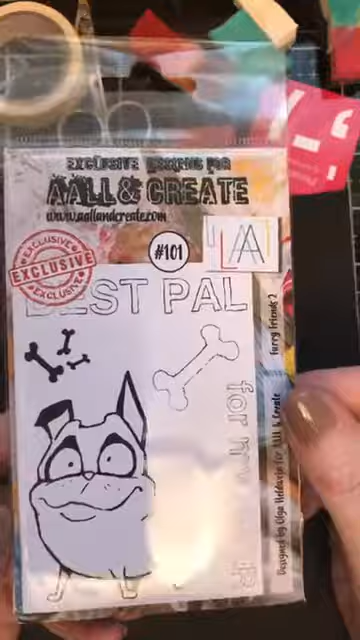 EXCLUSIVE DESIGNS FOR
AALL & CREATE
www.aallandcreate.com
#101
EXCLUSIVE
EXCLUSIVE
EXCLUSIVE
BEST PAL
for my
Furry Friends 2
Designed by Olga Heldwein for AALL & Create